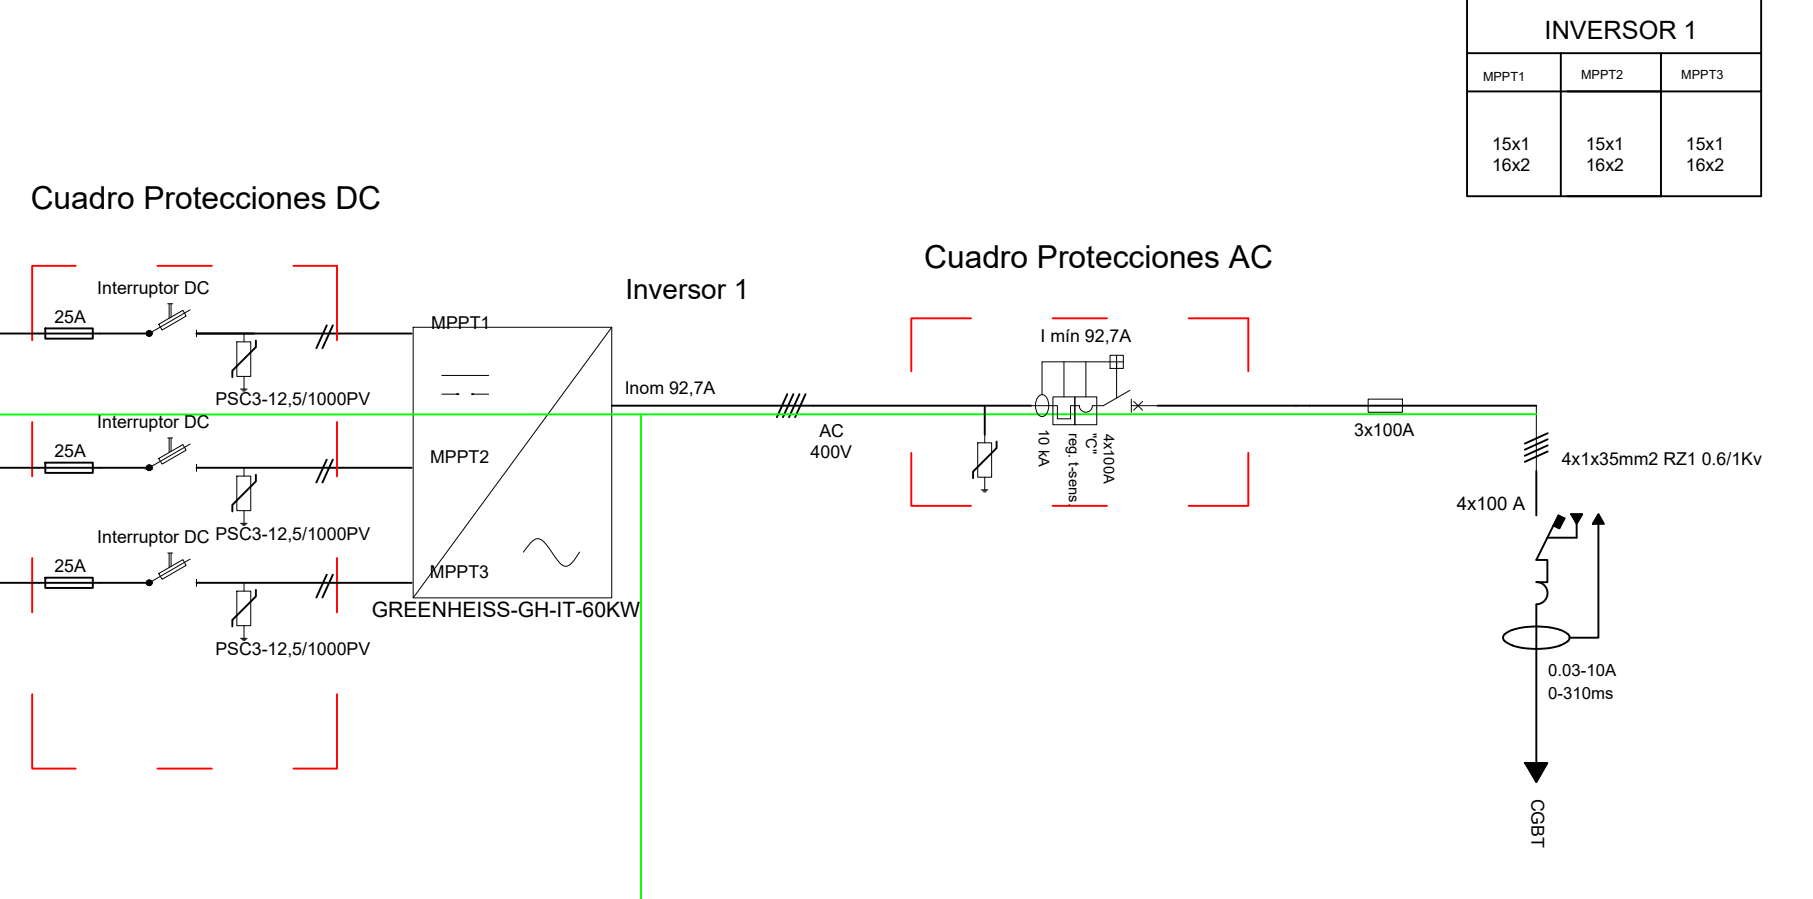 INVERSOR 1
MPPT1 MPPT2 MPPT3
15x1 15x1 15x1
16x2 16x2 16x2
Cuadro Protecciones DC
Cuadro Protecciones AC
Inversor 1
Interruptor DC
25A
PSC3-12,5/1000PV
Interruptor DC
25A
PSC3-12,5/1000PV
Interruptor DC
25A
PSC3-12,5/1000PV
MPPT1
MPPT2
MPPT3
GREENHEISS-GH-IT-60KW
Inom 92,7A
AC
400V
I mín 92,7A
4x100A
"C"
reg. t-sens.
10 kA
3x100A
4x1x35mm2 RZ1 0.6/1Kv
4x100 A
0.03-10A
0-310ms
CGBT